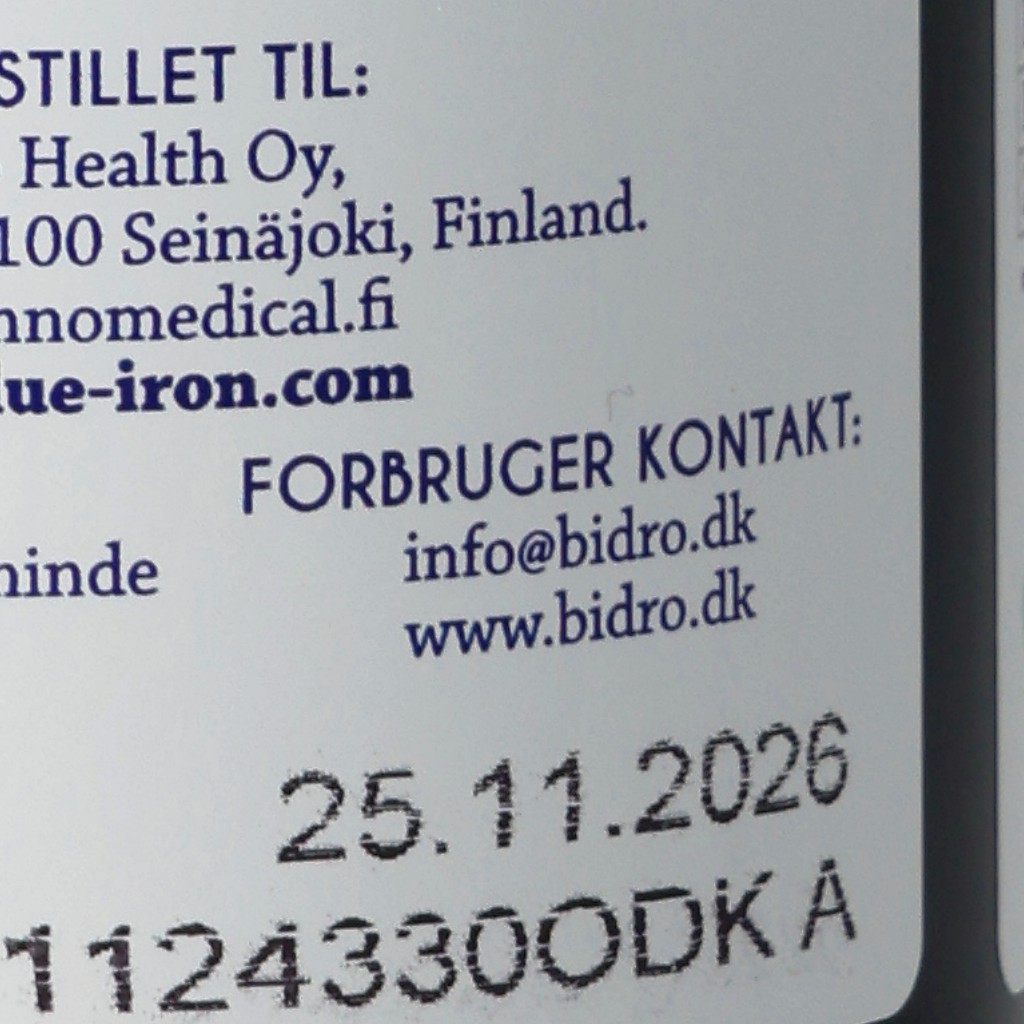 STILLET TIL:
Health Oy,
100 Seinäjoki, Finland.
nnomedical.fi
lue-iron.com
FORBRUGER KONTAKT:
info@bidro.dk
ninde
www.bidro.dk
25.11.2026
1124330ODK A